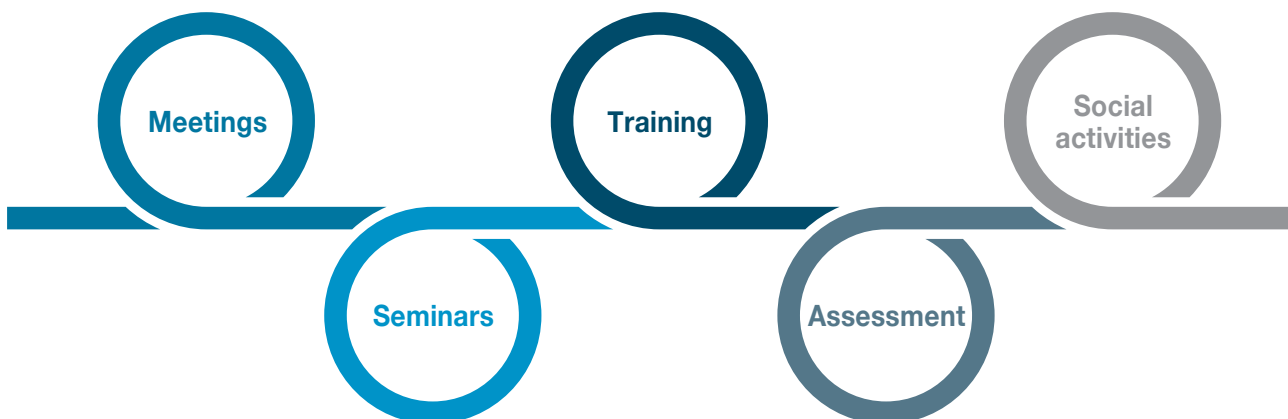 Meetings
Seminars
Training
Assessment
Social
activities